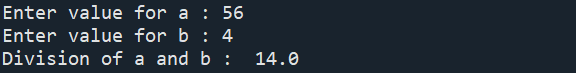 Enter value for a : 56
Enter value for b : 4
Division of a and b :  14.0